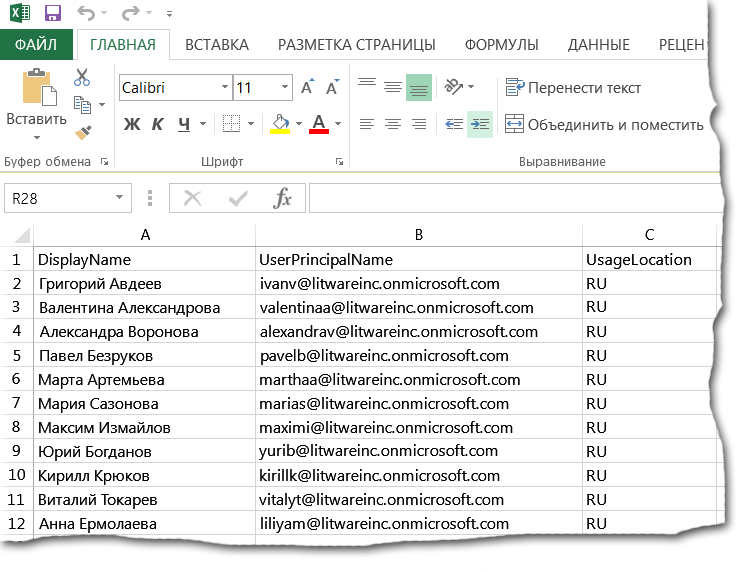 ФАЙЛ ГЛАВНАЯ ВСТАВКА РАЗМЕТКА СТРАНИЦЫ ФОРМУЛЫ ДАННЫЕ РЕЦЕН
Calibri 11 Перенести текст
Вставить Ж К Ч А Объединить и поместить
Буфер обмена Шрифт Выравнивание
R28 fx
A B C
1 DisplayName UserPrincipalName UsageLocation
2 Григорий Авдеев ivanv@litwareinc.onmicrosoft.com RU
3 Валентина Александрова valentinaa@litwareinc.onmicrosoft.com RU
4 Александра Воронова alexandrav@litwareinc.onmicrosoft.com RU
5 Павел Безруков pavelb@litwareinc.onmicrosoft.com RU
6 Марта Артемьева marthaa@litwareinc.onmicrosoft.com RU
7 Мария Сазонова marias@litwareinc.onmicrosoft.com RU
8 Максим Измайлов maximi@litwareinc.onmicrosoft.com RU
9 Юрий Богданов yurib@litwareinc.onmicrosoft.com RU
10 Кирилл Крюков kirillk@litwareinc.onmicrosoft.com RU
11 Виталий Токарев vitalyt@litwareinc.onmicrosoft.com RU
12 Анна Ермолаева liliyam@litwareinc.onmicrosoft.com RU